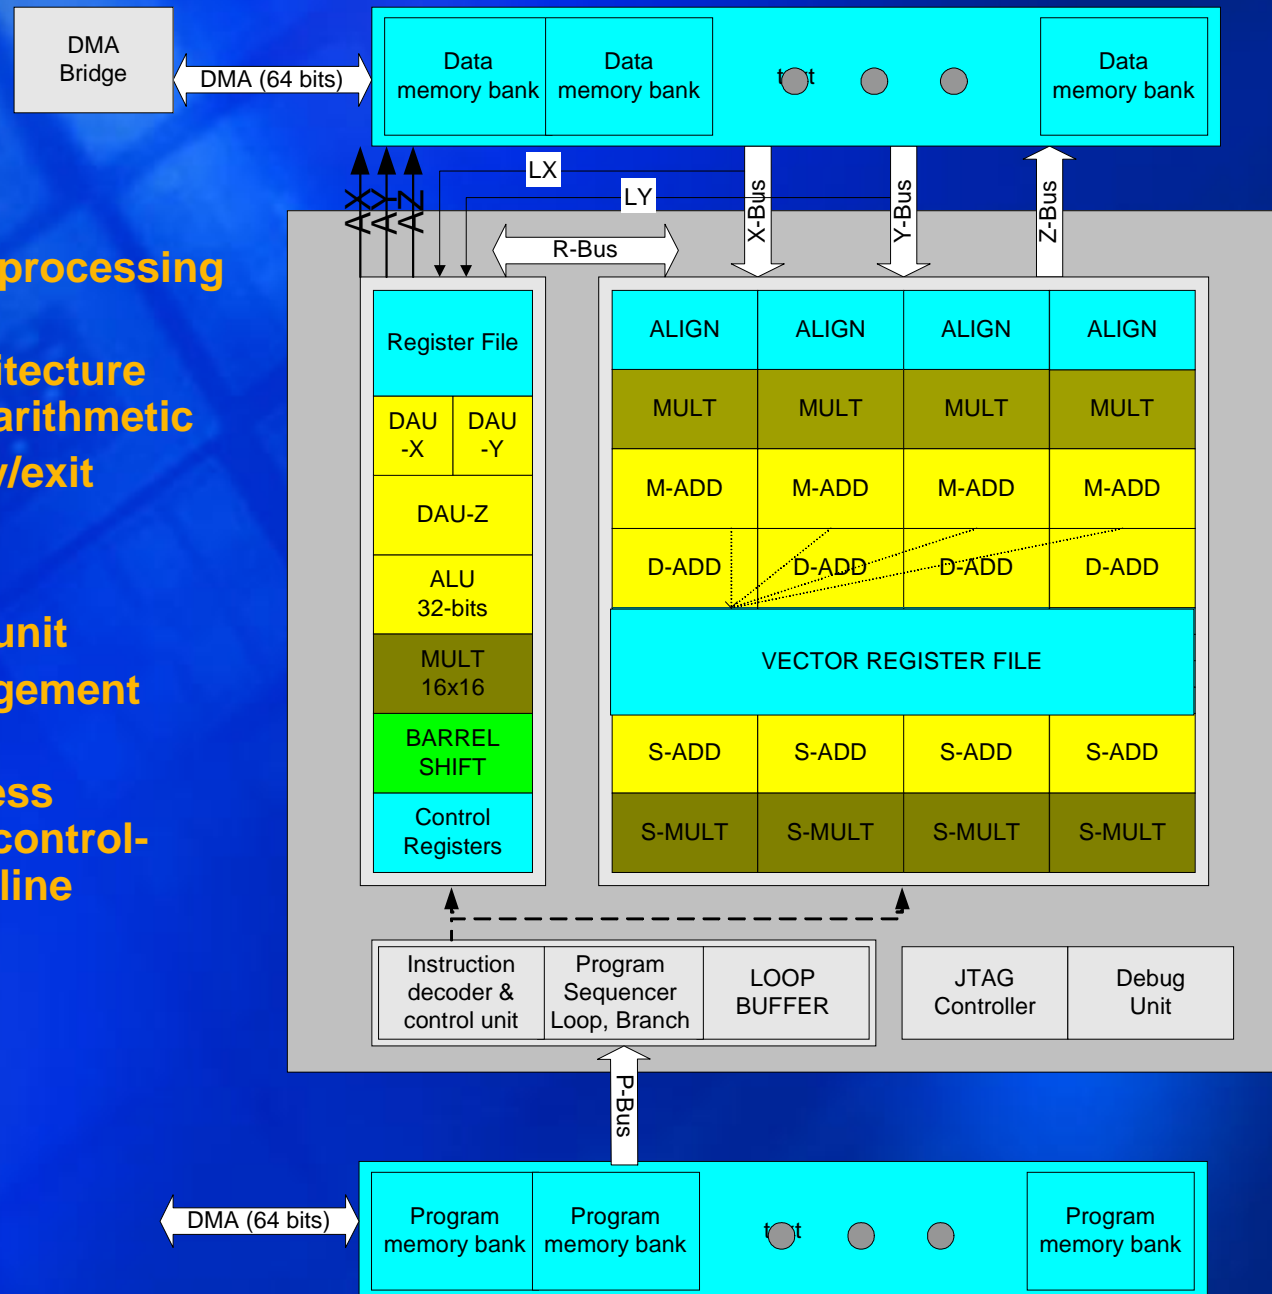 DMA
Bridge
DMA (64 bits)
Data
memory bank
Data
memory bank
text
Data
memory bank
AX
AY
AZ
LX
LY
X-Bus
Y-Bus
Z-Bus
R-Bus
processing
itecture
arithmetic
y/exit
unit
gement
ess
control-
line
Register File
DAU
-X
DAU
-Y
DAU-Z
ALU
32-bits
MULT
16x16
BARREL
SHIFT
Control
Registers
ALIGN ALIGN ALIGN ALIGN
MULT MULT MULT MULT
M-ADD M-ADD M-ADD M-ADD
D-ADD D-ADD D-ADD D-ADD
VECTOR REGISTER FILE
S-ADD S-ADD S-ADD S-ADD
S-MULT S-MULT S-MULT S-MULT
Instruction
decoder &
control unit
Program
Sequencer
Loop, Branch
LOOP
BUFFER
JTAG
Controller
Debug
Unit
P-Bus
DMA (64 bits)
Program
memory bank
Program
memory bank
text
Program
memory bank